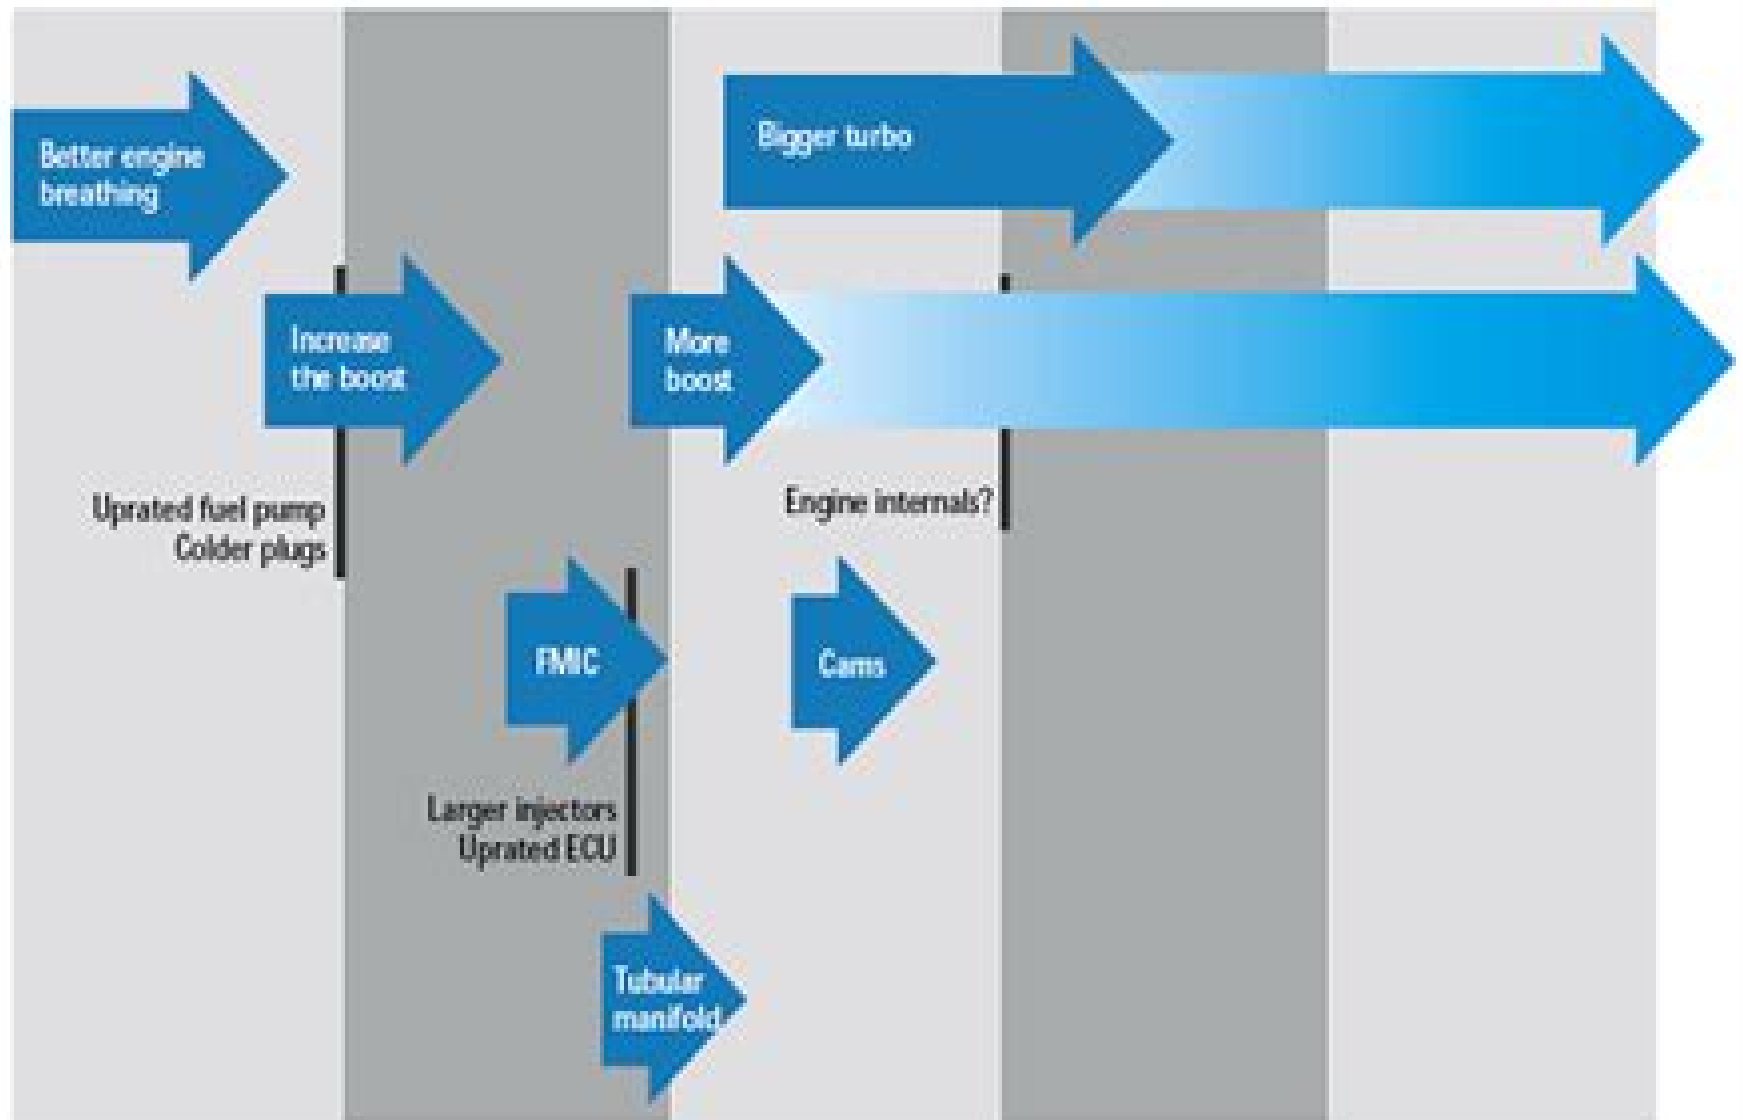 Better engine
breathing
Bigger turbo
Increase
the boost
More
boost
Uprated fuel pump
Colder plugs
Engine internals?
FMIC
Cams
Larger injectors
Uprated ECU
Tubular
manifold